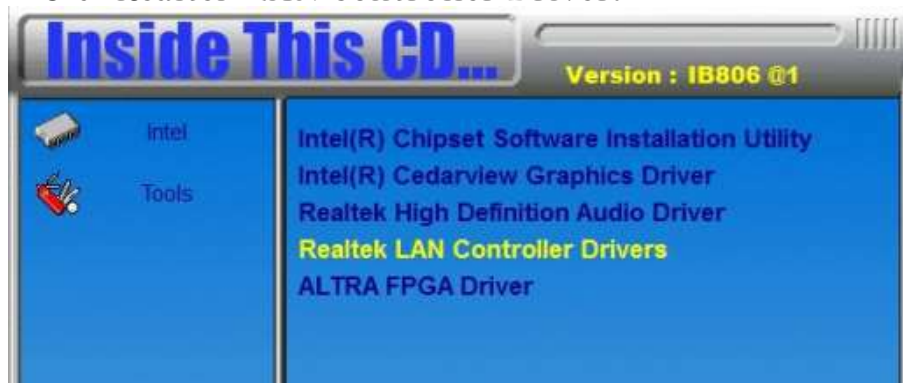 Inside This CD...
Version : IB806 @1
Intel
Tools
Intel(R) Chipset Software Installation Utility
Intel(R) Cedarview Graphics Driver
Realtek High Definition Audio Driver
Realtek LAN Controller Drivers
ALTRA FPGA Driver